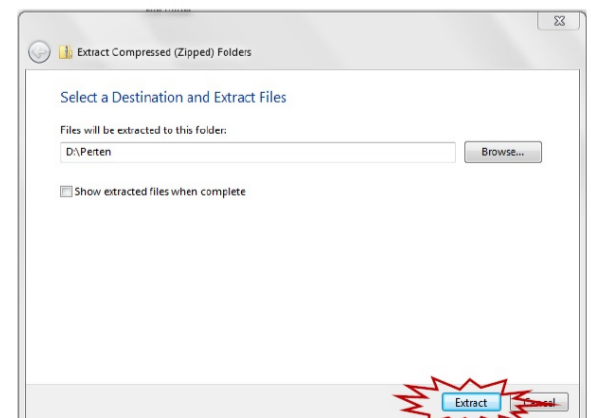 Extract Compressed (Zipped) Folders
Select a Destination and Extract Files
Files will be extracted to this folder:
D:\Perten
Browse...
Show extracted files when complete
Extract
Cancel